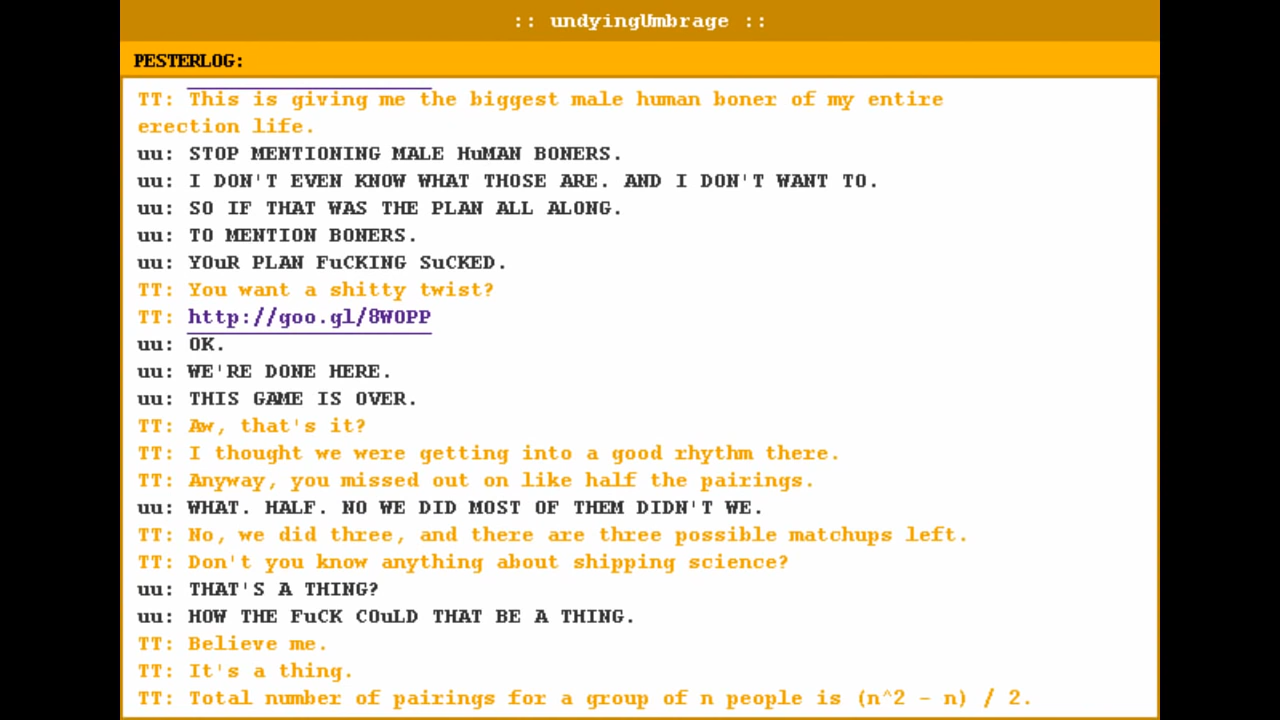 :: undyingUmbrage ::
PESTERLOG:
TT: This is giving me the biggest male human boner of my entire
erection life.
uu: STOP MENTIONING MALE HuMAN BONERS.
uu: I DON'T EVEN KNOW WHAT THOSE ARE. AND I DON'T WANT TO.
uu: SO IF THAT WAS THE PLAN ALL ALONG.
uu: TO MENTION BONERS.
uu: YOuR PLAN FuCKING SuCKED.
TT: You want a shitty twist?
TT: http://goo.gl/8WOPP
uu: OK.
uu: WE'RE DONE HERE.
uu: THIS GAME IS OVER.
TT: Aw, that's it?
TT: I thought we were getting into a good rhythm there.
TT: Anyway, you missed out on like half the pairings.
uu: WHAT. HALF. NO WE DID MOST OF THEM DIDN'T WE.
TT: No, we did three, and there are three possible matchups left.
TT: Don't you know anything about shipping science?
uu: THAT'S A THING?
uu: HOW THE FuCK COuLD THAT BE A THING.
TT: Believe me.
TT: It's a thing.
TT: Total number of pairings for a group of n people is (n^2 - n) / 2.